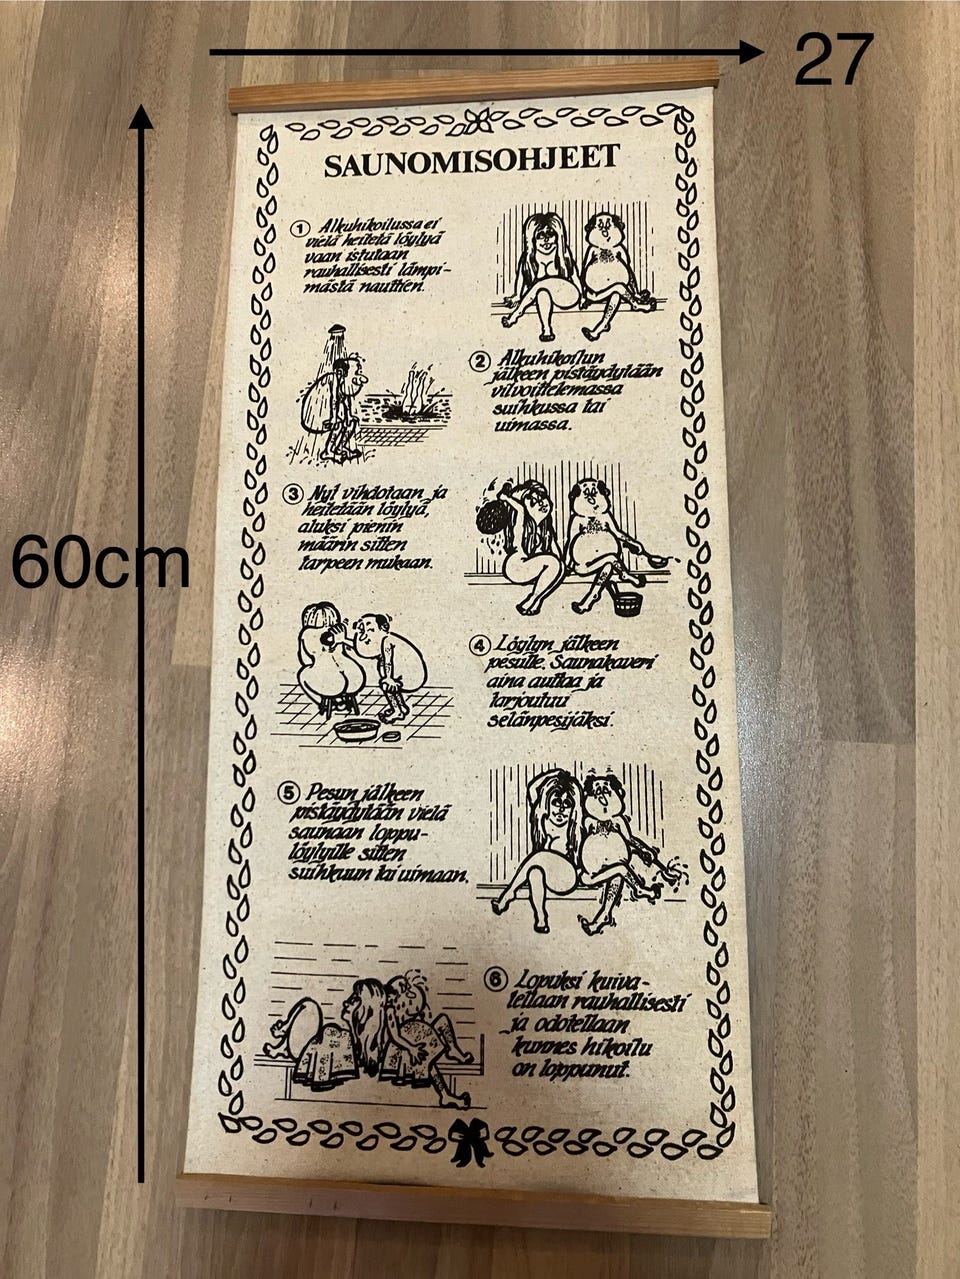 27
60cm
SAUNOMISOHJEET
1 Alkuhikoilussa ei
vielä heitetä löylyä
vaan istutaan
rauhallisesti lämpi-
mästä nauttien.
2 Alkuhikoilun
jälkeen pistäydytään
vilvoittelemassa
suihkussa tai
uimassa.
3 Nyt vihdotaan ja
heitetään löylyä,
aluksi pienin
määrin sitten
tarpeen mukaan.
4 Löylyn jälkeen
pesulle. Saunakaveri
aina auttaa ja
tarjoutuu
selänpesijäksi.
5 Pesun jälkeen
pistäydytään vielä
saunaan loppu-
löylyille sitten
suihkuun tai uimaan.
6 Lopuksi kuiva-
tellaan rauhallisesti
ja odotellaan
kunnes hikoilu
on loppunut.